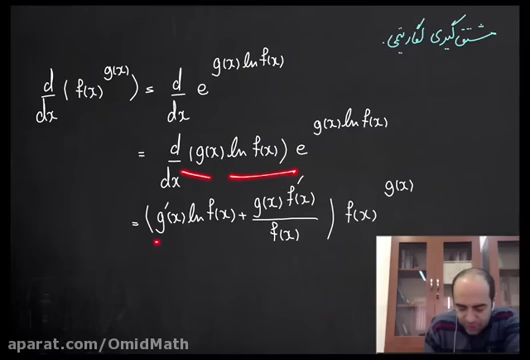 مشتق گیری لگاریتمی.
d/dx (f(x)^g(x)) = d/dx e^(g(x) ln f(x))
= d/dx (g(x) ln f(x)) e^(g(x) ln f(x))
= (g′(x) ln f(x) + g(x) f′(x) / f(x)) f(x)^g(x)
aparat.com/OmidMath